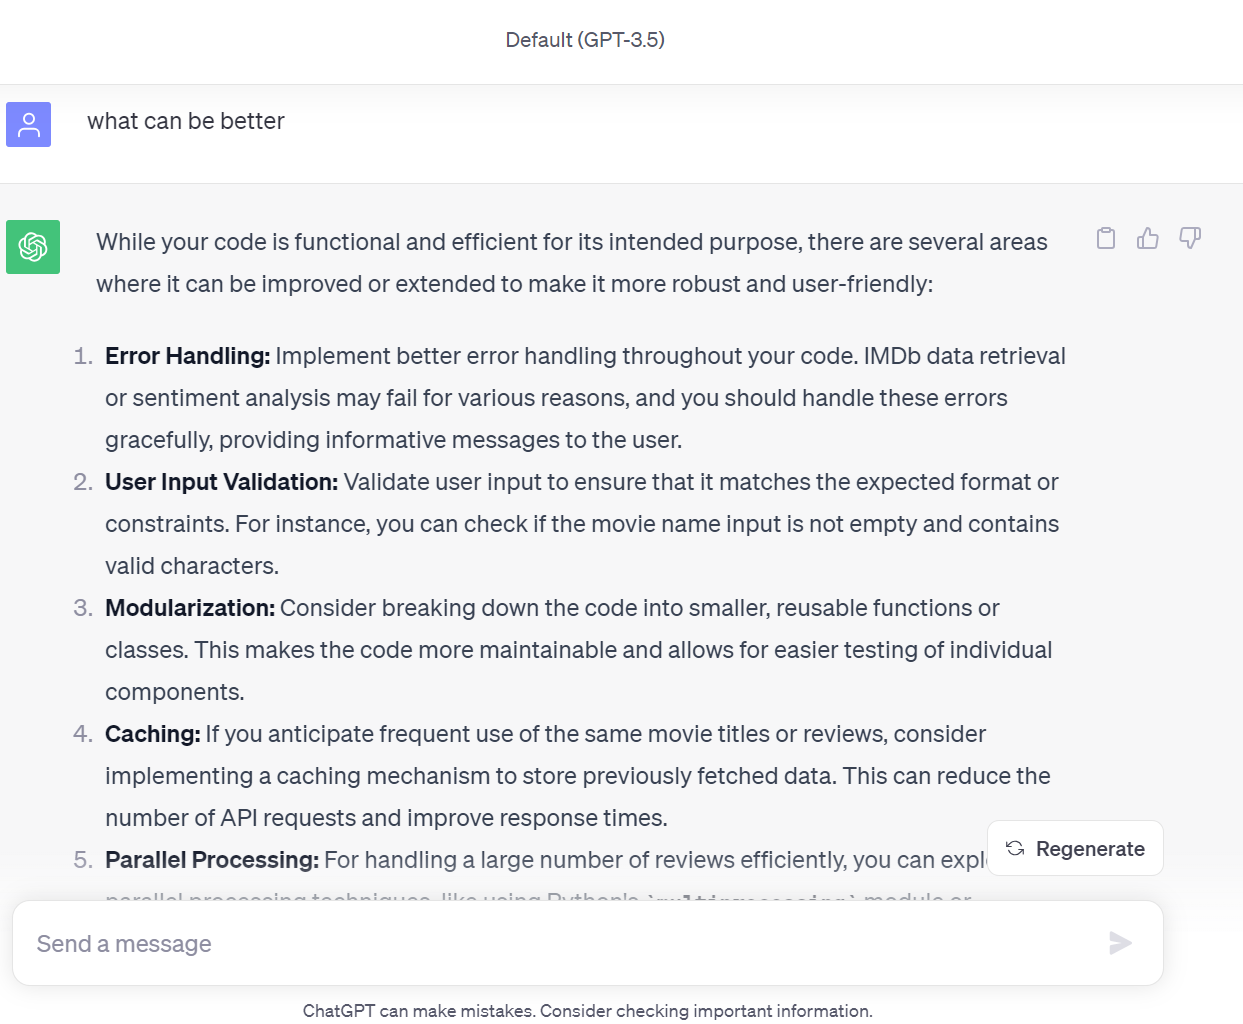 Default (GPT-3.5)
what can be better
While your code is functional and efficient for its intended purpose, there are several areas
where it can be improved or extended to make it more robust and user-friendly:
1. Error Handling: Implement better error handling throughout your code. IMDb data retrieval
or sentiment analysis may fail for various reasons, and you should handle these errors
gracefully, providing informative messages to the user.
2. User Input Validation: Validate user input to ensure that it matches the expected format or
constraints. For instance, you can check if the movie name input is not empty and contains
valid characters.
3. Modularization: Consider breaking down the code into smaller, reusable functions or
classes. This makes the code more maintainable and allows for easier testing of individual
components.
4. Caching: If you anticipate frequent use of the same movie titles or reviews, consider
implementing a caching mechanism to store previously fetched data. This can reduce the
number of API requests and improve response times.
5. Parallel Processing: For handling a large number of reviews efficiently, you can expl
Regenerate
parallel processing techniques, like using Python's `multiprocessing` module or
Send a message
ChatGPT can make mistakes. Consider checking important information.